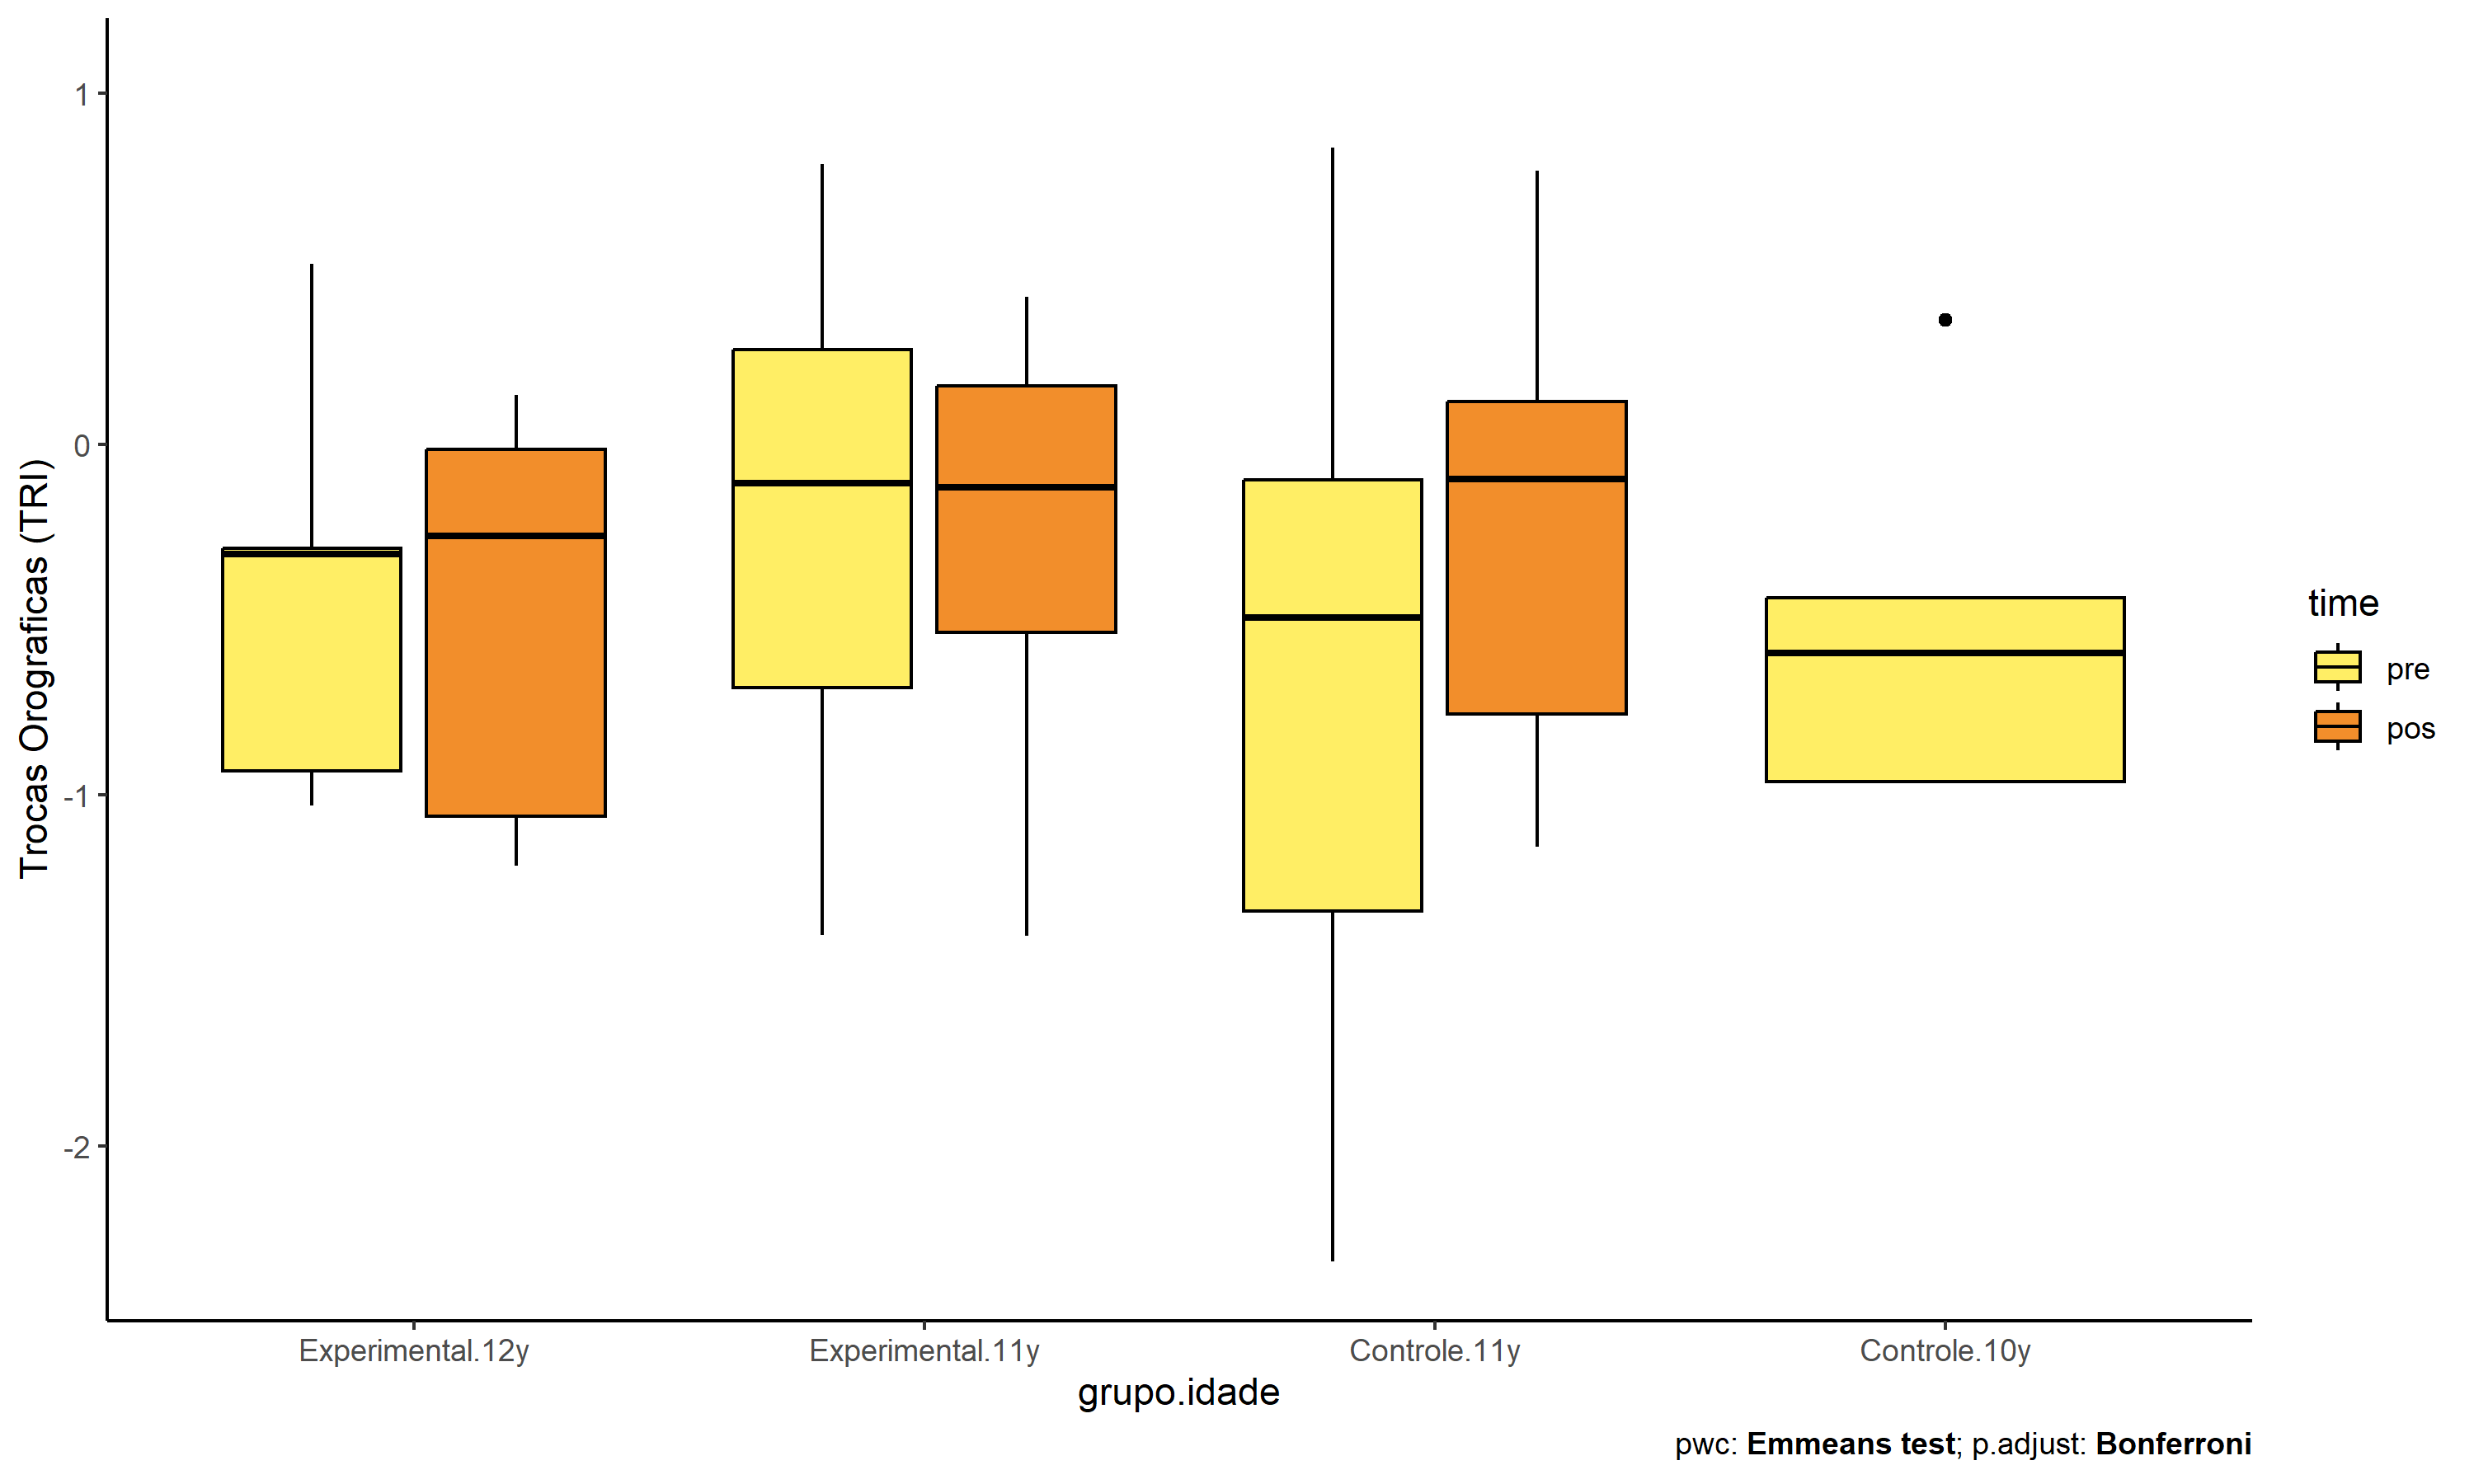 Trocas Orograficas (TRI)
1
0
-1
-2
Experimental.12y
Experimental.11y
Controle.11y
Controle.10y
grupo.idade
time
pre
pos
pwc: Emmeans test; p.adjust: Bonferroni